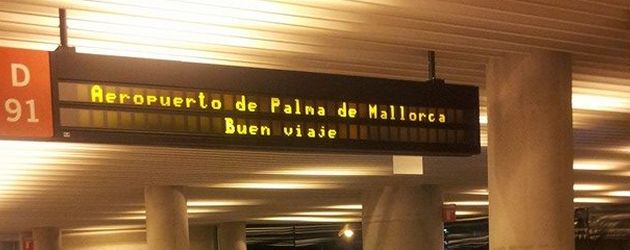 D
91
Aeropuerto de Palma de Mallorca
Buen viaje